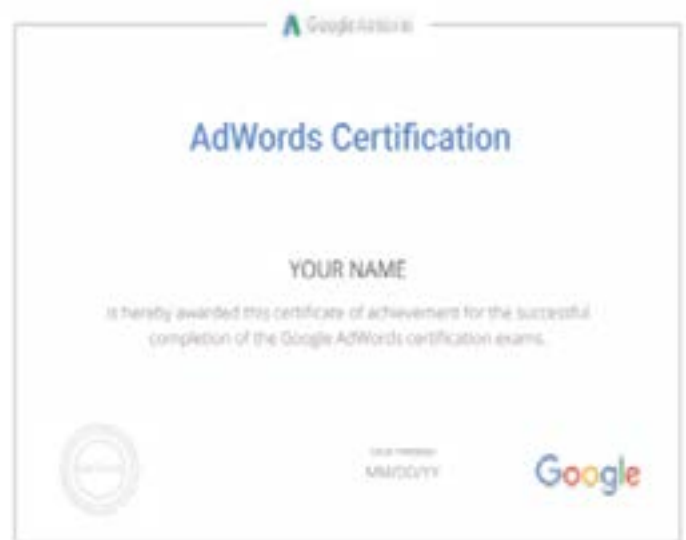 Google AdWords
AdWords Certification
YOUR NAME
is hereby awarded this certificate of achievement for the successful
completion of the Google AdWords certification exams.
MM/DD/YY
Google